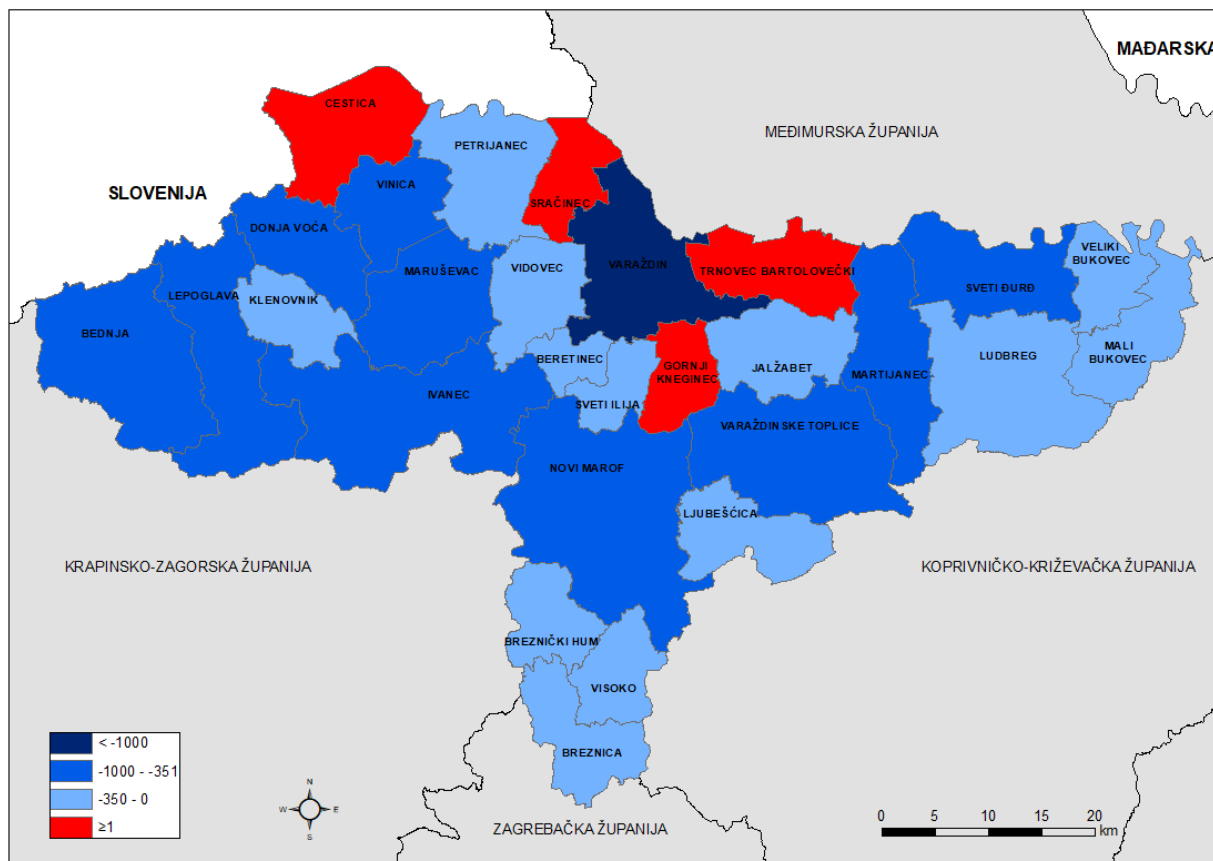 MAĐARSKA
CESTICA
MEĐIMURSKA ŽUPANIJA
PETRIJANEC
VINICA
SLOVENIJA
SRAČINEC
DONJA VOĆA
VELIKI
BUKOVEC
VARAŽDIN
VIDOVEC
MARUŠEVAC
TRNOVEC BARTOLOVEČKI
SVETI ĐURĐ
LEPOGLAVA
KLENOVNIK
BEDNJA
MALI
BUKOVEC
LUDBREG
BERETINEC
GORNJI
KNEGINEC
JALŽABET
MARTIJANEC
IVANEC
SVETI ILIJA
VARAŽDINSKE TOPLICE
NOVI MAROF
LJUBEŠĆICA
KRAPINSKO-ZAGORSKA ŽUPANIJA
KOPRIVNIČKO-KRIŽEVAČKA ŽUPANIJA
BREZNIČKI HUM
VISOKO
BREZNICA
< -1000
-1000 - -351
-350 - 0
≥1
N
W E
S
ZAGREBAČKA ŽUPANIJA
0 5 10 15 20
km